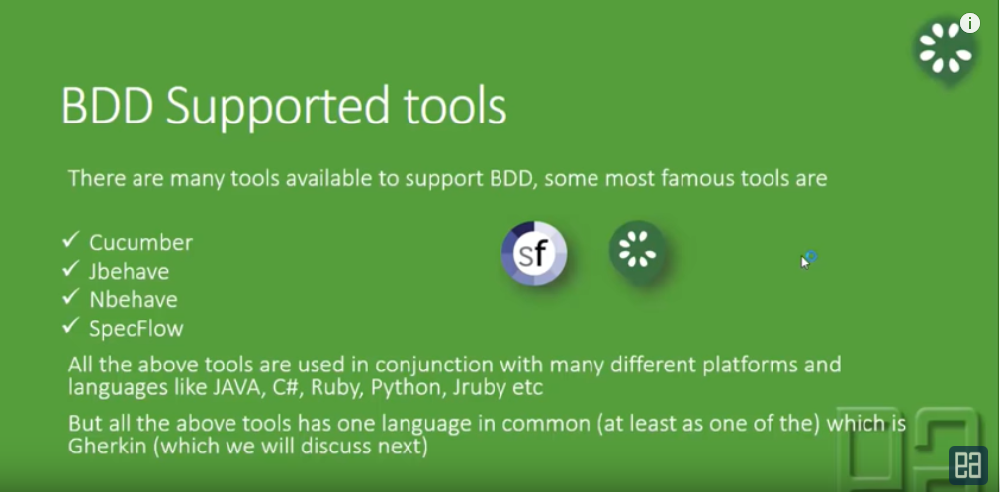 BDD Supported tools
There are many tools available to support BDD, some most famous tools are
✓ Cucumber
✓ Jbehave
✓ Nbehave
✓ SpecFlow
sf
All the above tools are used in conjunction with many different platforms and
languages like JAVA, C#, Ruby, Python, Jruby etc
But all the above tools has one language in common (at least as one of the) which is
Gherkin (which we will discuss next)